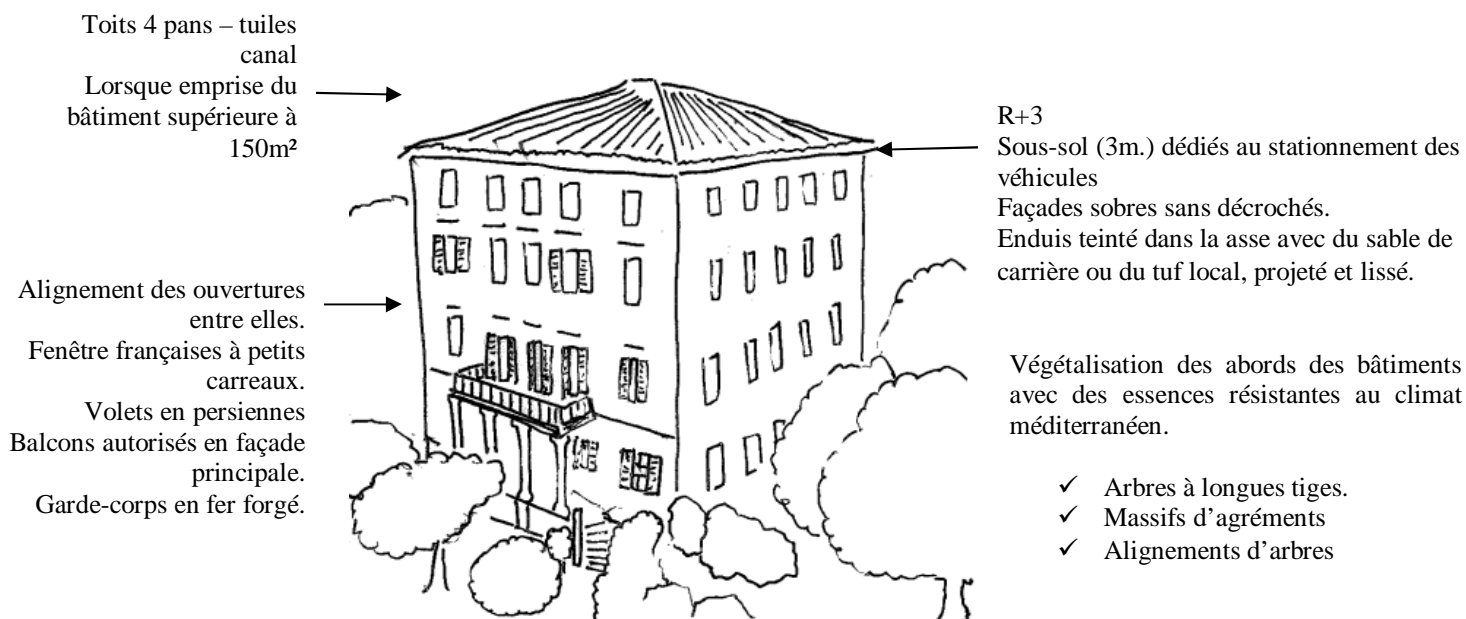 Toits 4 pans – tuiles
canal
Lorsque emprise du
bâtiment supérieure à
150m²
Alignement des ouvertures
entre elles.
Fenêtre françaises à petits
carreaux.
Volets en persiennes
Balcons autorisés en façade
principale.
Garde-corps en fer forgé.
R+3
Sous-sol (3m.) dédiés au stationnement des
véhicules
Façades sobres sans décrochés.
Enduis teinté dans la asse avec du sable de
carrière ou du tuf local, projeté et lissé.
Végétalisation des abords des bâtiments
avec des essences résistantes au climat
méditerranéen.
✓ Arbres à longues tiges.
✓ Massifs d’agréments
✓ Alignements d’arbres